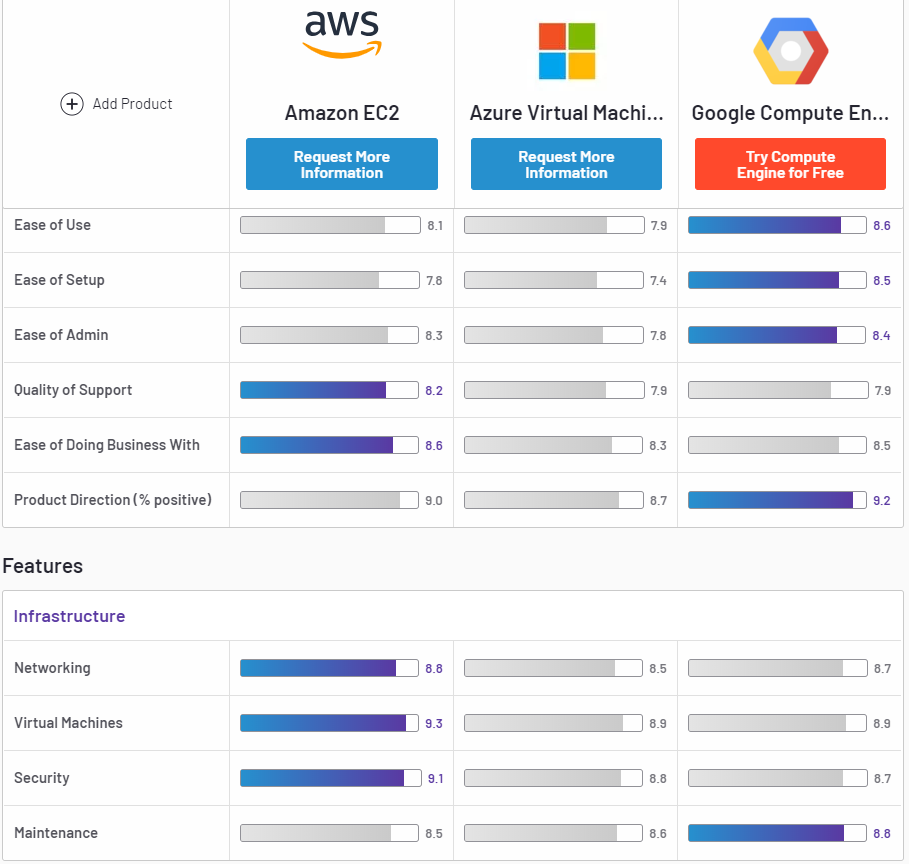 aws
Add Product
Amazon EC2
Azure Virtual Machi...
Google Compute En...
Request More
Information
Request More
Information
Try Compute
Engine for Free
Ease of Use 8.1 7.9 8.6
Ease of Setup 7.8 7.4 8.5
Ease of Admin 8.3 7.8 8.4
Quality of Support 8.2 7.9 7.9
Ease of Doing Business With 8.6 8.3 8.5
Product Direction (% positive) 9.0 8.7 9.2
Features
Infrastructure
Networking 8.8 8.5 8.7
Virtual Machines 9.3 8.9 8.9
Security 9.1 8.8 8.7
Maintenance 8.5 8.6 8.8